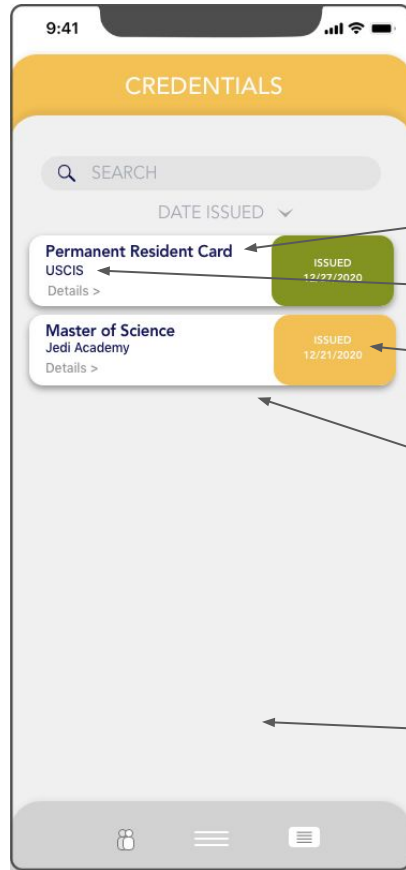 9:41
CREDENTIALS
SEARCH
DATE ISSUED
Permanent Resident Card
USCIS
Details >
ISSUED
12/27/2020
Master of Science
Jedi Academy
Details >
ISSUED
12/21/2020